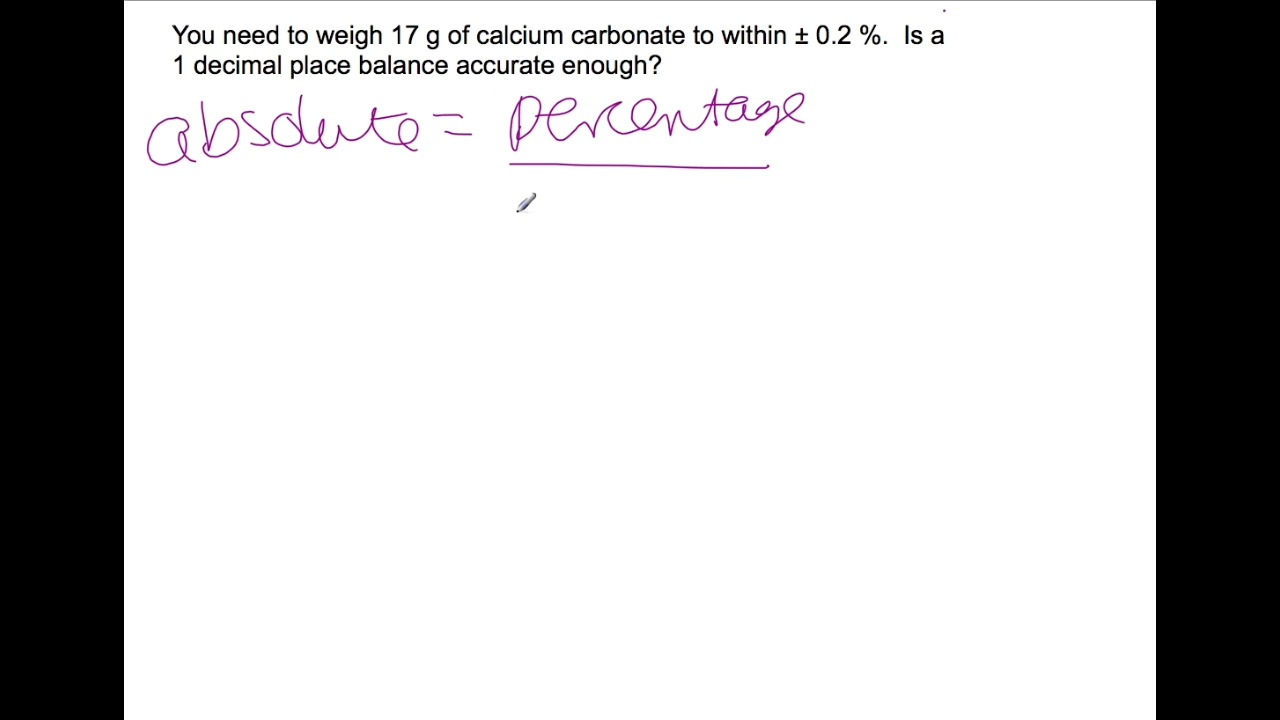 You need to weigh 17 g of calcium carbonate to within ± 0.2 %.  Is a
1 decimal place balance accurate enough?
absolute = percentage